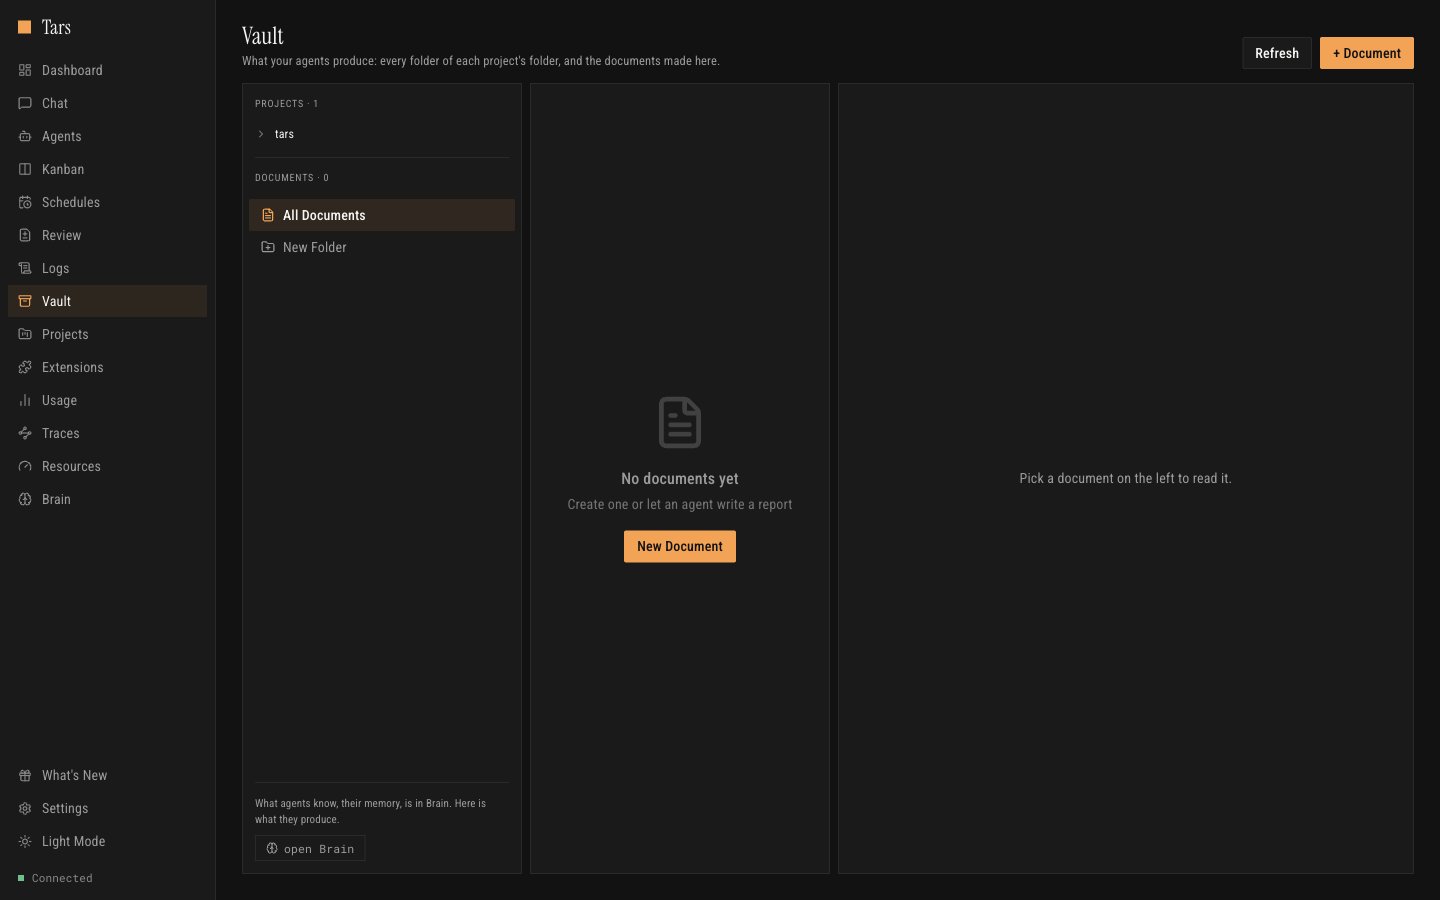 Tars
Dashboard
Chat
Agents
Kanban
Schedules
Review
Logs
Vault
Projects
Extensions
Usage
Traces
Resources
Brain
What's New
Settings
Light Mode
Connected
Vault
What your agents produce: every folder of each project's folder, and the documents made here.
Refresh
+ Document
PROJECTS · 1
tars
DOCUMENTS · 0
All Documents
New Folder
What agents know, their memory, is in Brain. Here is
what they produce.
open Brain
No documents yet
Create one or let an agent write a report
New Document
Pick a document on the left to read it.